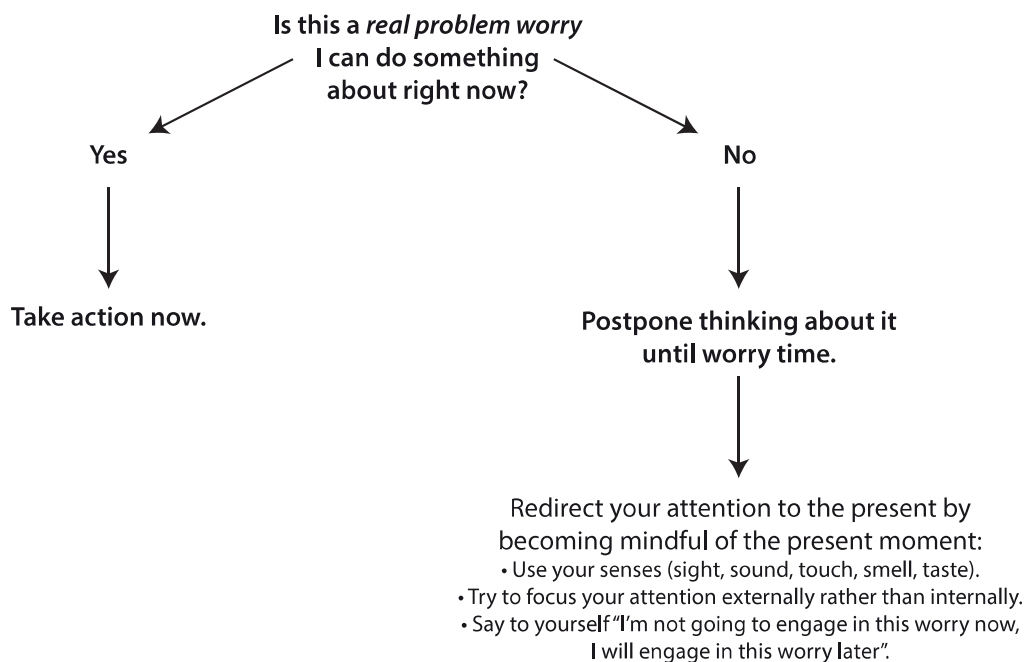 Is this a real problem worry
I can do something
about right now?
Yes
No
Take action now.
Postpone thinking about it
until worry time.
Redirect your attention to the present by
becoming mindful of the present moment:
• Use your senses (sight, sound, touch, smell, taste).
• Try to focus your attention externally rather than internally.
• Say to yourself “I’m not going to engage in this worry now,
I will engage in this worry later”.